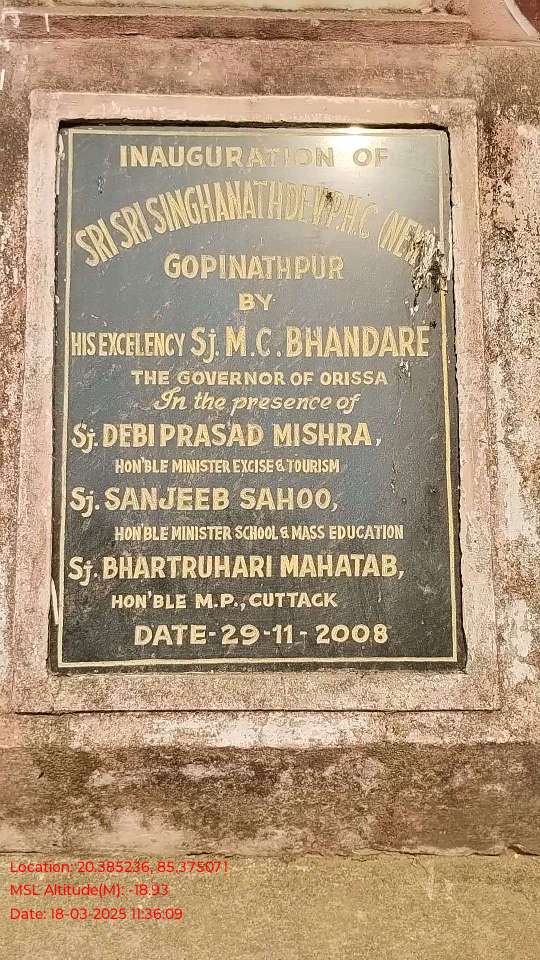 INAUGURATION OF
SRI SRI SINGHANATHDEV P.H.C (NEW)
GOPINATHPUR
BY
HIS EXCELENCY Sj. M.C. BHANDARE
THE GOVERNOR OF ORISSA
In the presence of
Sj. DEBI PRASAD MISHRA,
HON'BLE MINISTER EXCISE & TOURISM
Sj. SANJEEB SAHOO,
HON'BLE MINISTER SCHOOL & MASS EDUCATION
Sj. BHARTRUHARI MAHATAB,
HON'BLE M.P., CUTTACK
DATE-29-11-2008
Location: 20.385236, 85.375071
MSL Altitude(M): -18.93
Date: 18-03-2025 11:36:09